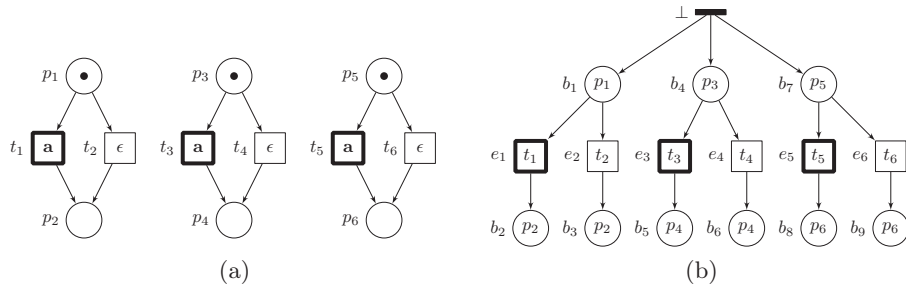 ⊥
p₁ p₃ p₅
b₁ p₁ b₄ p₃ b₇ p₅
t₁ a t₂ ϵ t₃ a t₄ ϵ t₅ a t₆ ϵ
e₁ t₁ e₂ t₂ e₃ t₃ e₄ t₄ e₅ t₅ e₆ t₆
p₂ p₄ p₆
b₂ p₂ b₃ p₂ b₅ p₄ b₆ p₄ b₈ p₆ b₉ p₆
(a) (b)